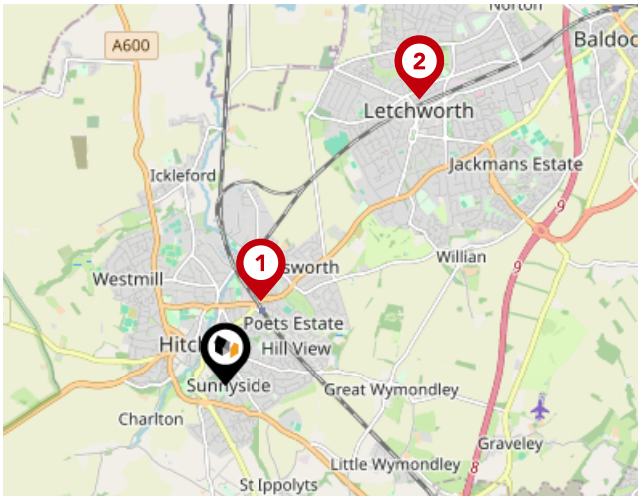 Norton
A600
Baldoc
2
Letchworth
Jackmans Estate
Ickleford
9
Willian
1
sworth
9
Westmill
Poets Estate
Hitc
Hill View
Sunnyside
Great Wymondley
Charlton
Graveley
Little Wymondley
8
St Ippolyts